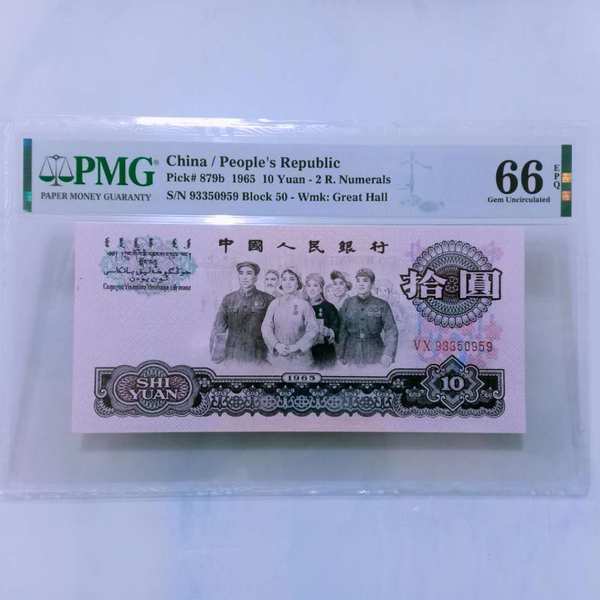 PMG
PAPER MONEY GUARANTY
China / People's Republic
Pick# 879b 1965 10 Yuan - 2 R. Numerals
S/N 93350959 Block 50 - Wmk: Great Hall
66 EPQ
Gem Uncirculated
中國人民銀行
拾圓
VX 93350959
1965
SHI
YUAN
10